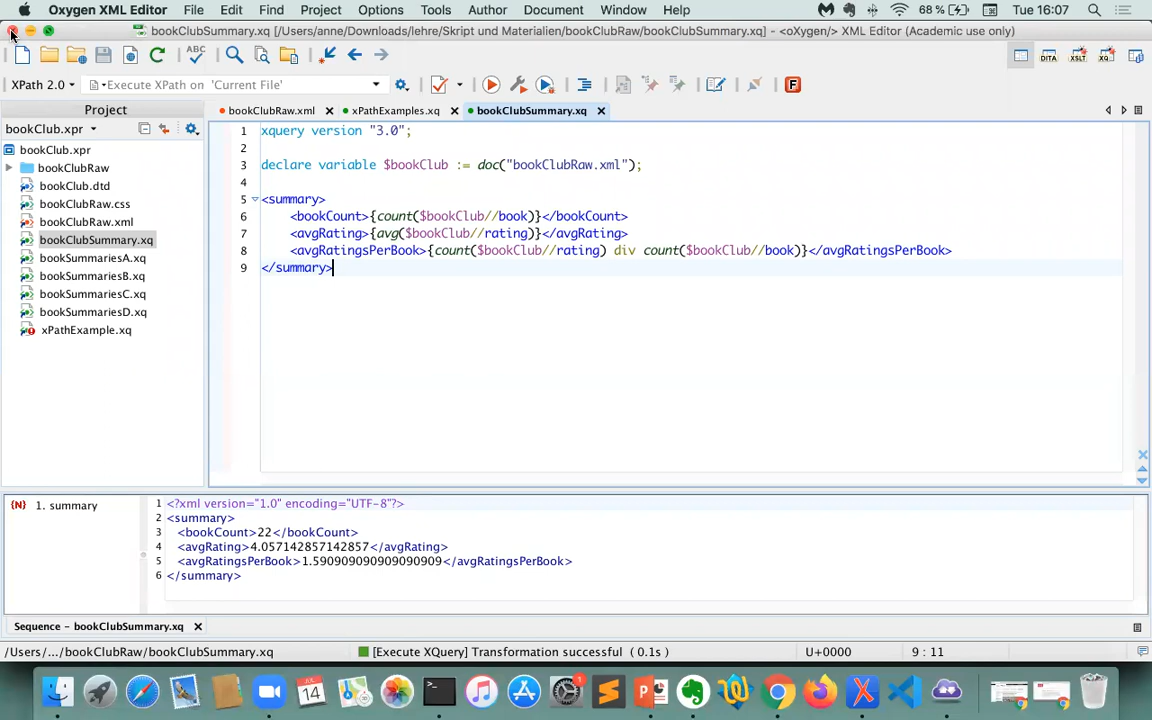 Oxygen XML Editor File Edit Find Project Options Tools Author Document Window Help 68 % Tue 16:07
bookClubSummary.xq [/Users/anne/Downloads/lehre/Skript und Materialien/bookClubRaw/bookClubSummary.xq] - <oXygen/> XML Editor (Academic use only)
ABC DITA XSLT XQ
XPath 2.0 Execute XPath on 'Current File' F
Project bookClubRaw.xml xPathExamples.xq bookClubSummary.xq
bookClub.xpr
bookClub.xpr
bookClubRaw
bookClub.dtd
bookClubRaw.css
bookClubRaw.xml
bookClubSummary.xq
bookSummariesA.xq
bookSummariesB.xq
bookSummariesC.xq
bookSummariesD.xq
xPathExample.xq
1 xquery version "3.0";
2
3 declare variable $bookClub := doc("bookClubRaw.xml");
4
5 <summary>
6 <bookCount>{count($bookClub//book)}</bookCount>
7 <avgRating>{avg($bookClub//rating)}</avgRating>
8 <avgRatingsPerBook>{count($bookClub//rating) div count($bookClub//book)}</avgRatingsPerBook>
9 </summary>
{N} 1. summary
1 <?xml version="1.0" encoding="UTF-8"?>
2 <summary>
3 <bookCount>22</bookCount>
4 <avgRating>4.057142857142857</avgRating>
5 <avgRatingsPerBook>1.590909090909090909</avgRatingsPerBook>
6 </summary>
Sequence - bookClubSummary.xq
/Users/.../bookClubRaw/bookClubSummary.xq [Execute XQuery] Transformation successful ( 0.1s ) U+0000 9 : 11
JUL 14 1